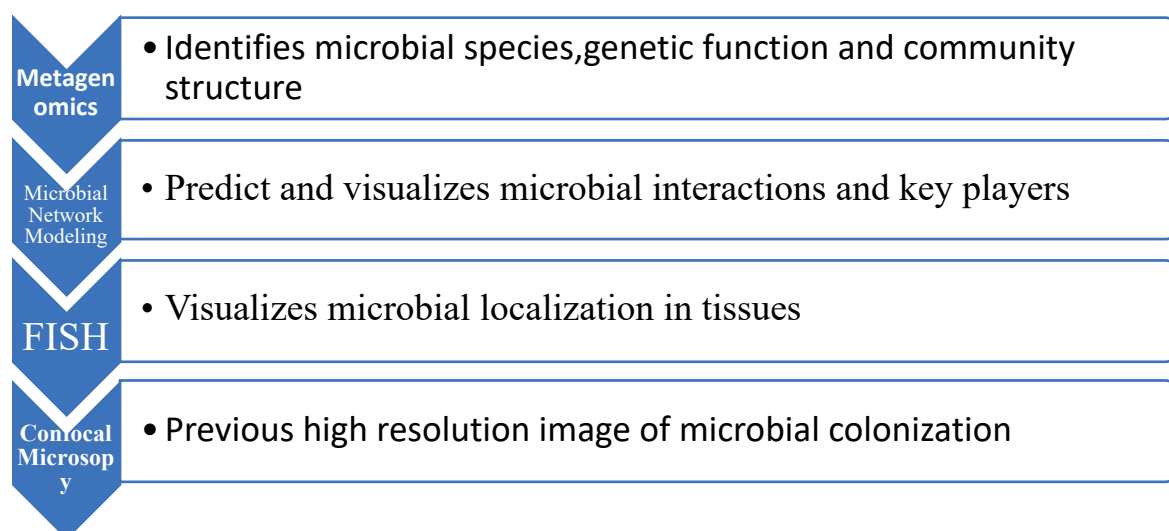 Metagen
omics
• Identifies microbial species,genetic function and community
structure
Microbial
Network
Modeling
• Predict and visualizes microbial interactions and key players
FISH
• Visualizes microbial localization in tissues
Confocal
Microsop
y
• Previous high resolution image of microbial colonization